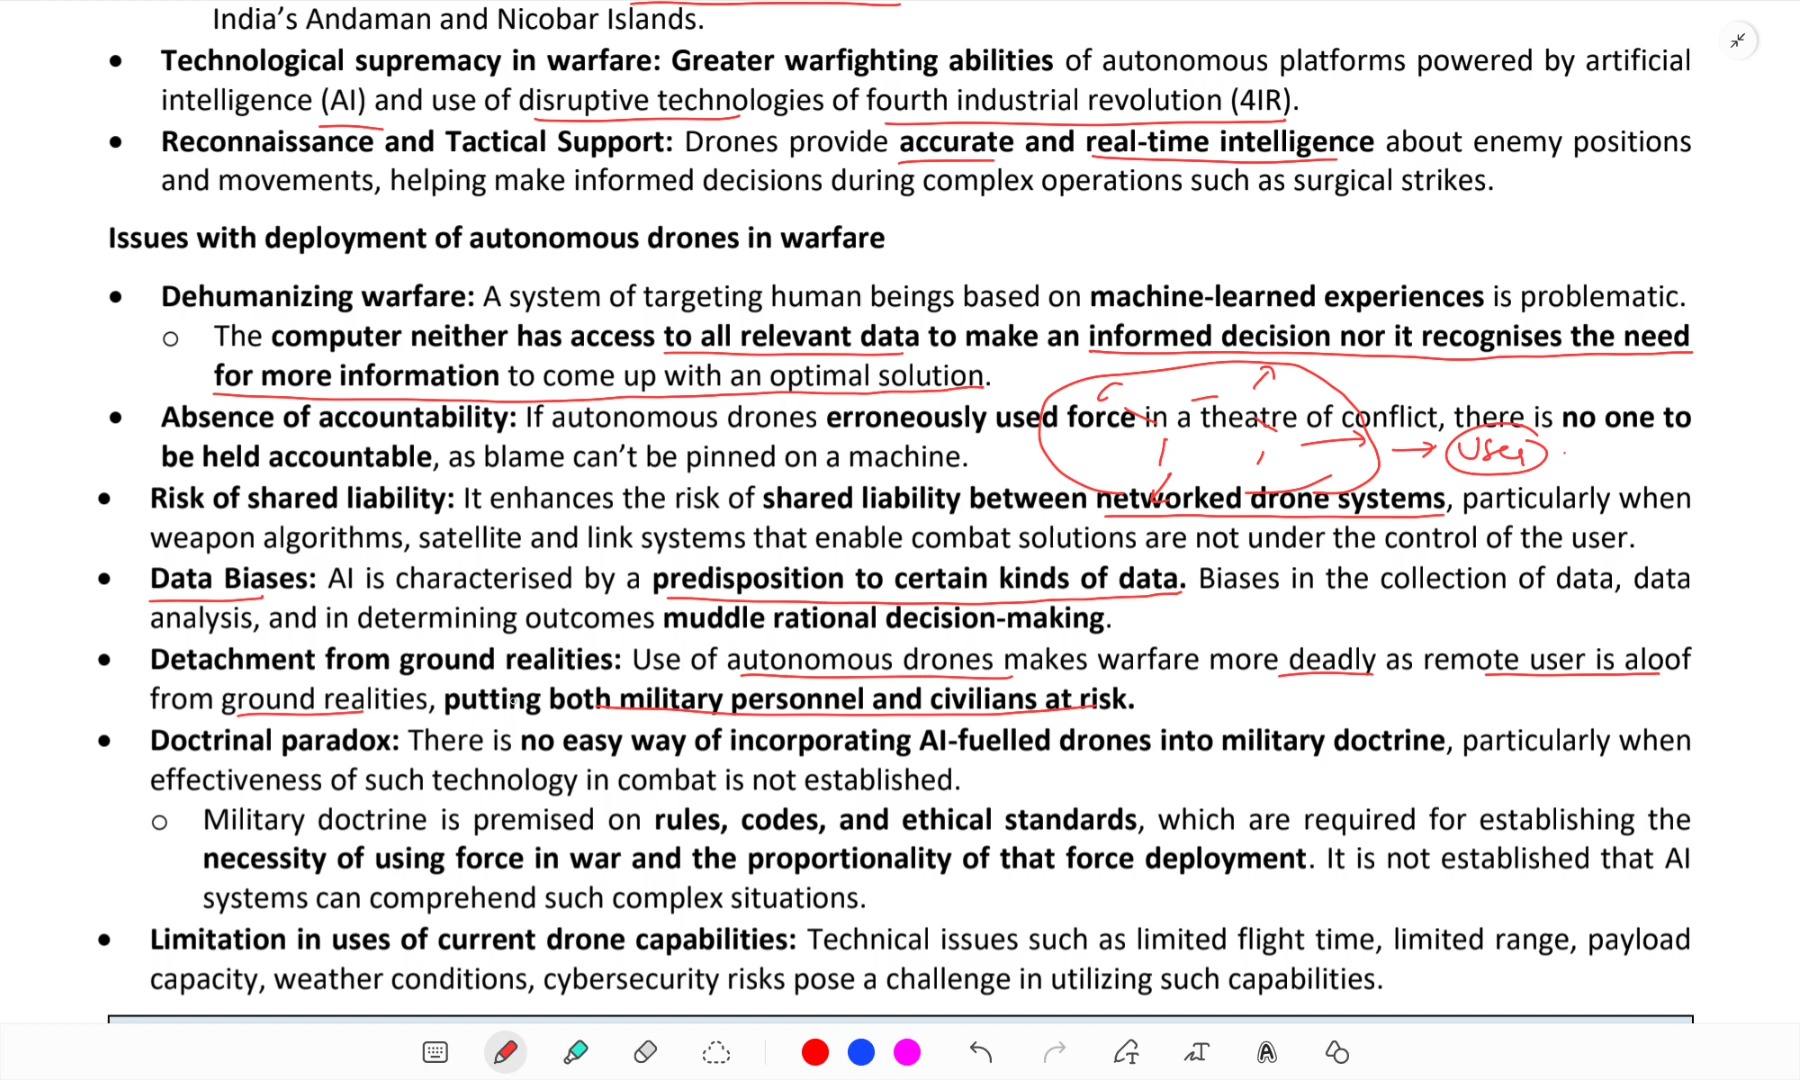 India’s Andaman and Nicobar Islands.
• Technological supremacy in warfare: Greater warfighting abilities of autonomous platforms powered by artificial
intelligence (AI) and use of disruptive technologies of fourth industrial revolution (4IR).
• Reconnaissance and Tactical Support: Drones provide accurate and real-time intelligence about enemy positions
and movements, helping make informed decisions during complex operations such as surgical strikes.
Issues with deployment of autonomous drones in warfare
• Dehumanizing warfare: A system of targeting human beings based on machine-learned experiences is problematic.
o The computer neither has access to all relevant data to make an informed decision nor it recognises the need
for more information to come up with an optimal solution.
• Absence of accountability: If autonomous drones erroneously used force in a theatre of conflict, there is no one to
be held accountable, as blame can’t be pinned on a machine.
User
• Risk of shared liability: It enhances the risk of shared liability between networked drone systems, particularly when
weapon algorithms, satellite and link systems that enable combat solutions are not under the control of the user.
• Data Biases: AI is characterised by a predisposition to certain kinds of data. Biases in the collection of data, data
analysis, and in determining outcomes muddle rational decision-making.
• Detachment from ground realities: Use of autonomous drones makes warfare more deadly as remote user is aloof
from ground realities, putting both military personnel and civilians at risk.
• Doctrinal paradox: There is no easy way of incorporating AI-fuelled drones into military doctrine, particularly when
effectiveness of such technology in combat is not established.
o Military doctrine is premised on rules, codes, and ethical standards, which are required for establishing the
necessity of using force in war and the proportionality of that force deployment. It is not established that AI
systems can comprehend such complex situations.
• Limitation in uses of current drone capabilities: Technical issues such as limited flight time, limited range, payload
capacity, weather conditions, cybersecurity risks pose a challenge in utilizing such capabilities.